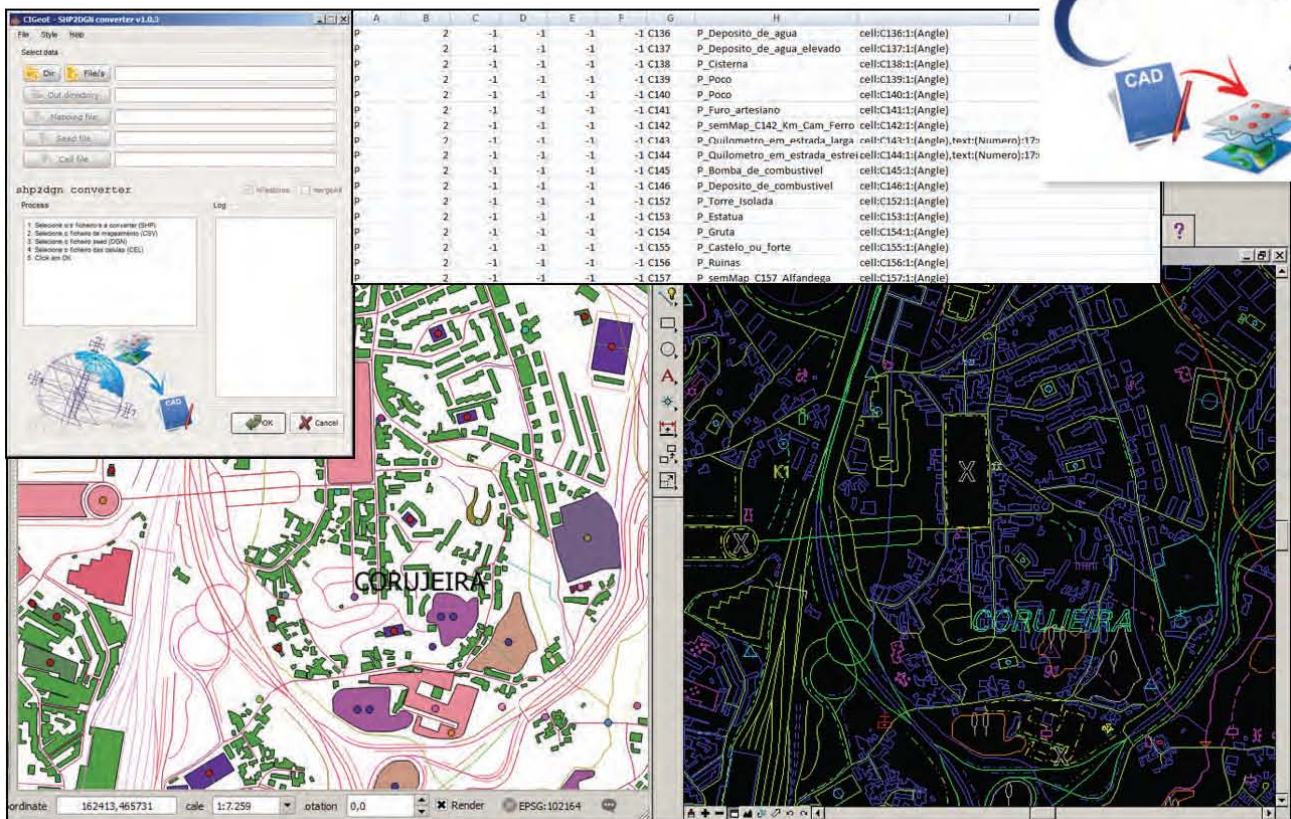 CIGeoE - SHP2DGN converter v1.0.3
File Style Help
Select data
Dir File/s
Out directory
Mapping file
Seed file
Cell file
shp2dgn converter
Process Log
1. Selecione o
2. Selecione o ficheiro de mapeamento (CSV)
3. Selecione o ficheiro seed (DGN)
4. Selecione o ficheiro das celulas (CEL)
5. Click em OK
CAD
OK Cancel
A B C D E F G H I
P 2 -1 -1 -1 -1 C136 P_Deposito_de_agua cell:C136:1:(Angle)
P 2 -1 -1 -1 -1 C137 P_Deposito_de_agua_elevado cell:C137:1:(Angle)
P 2 -1 -1 -1 -1 C138 P_Cisterna cell:C138:1:(Angle)
P 2 -1 -1 -1 -1 C139 P_Poco cell:C139:1:(Angle)
P 2 -1 -1 -1 -1 C140 P_Poco cell:C140:1:(Angle)
P 2 -1 -1 -1 -1 C141 P_Furo_artesiano cell:C141:1:(Angle)
P 2 -1 -1 -1 -1 C142 P_semMap_C142_Km_Cam_Ferro cell:C142:1:(Angle)
P 2 -1 -1 -1 -1 C143 P_Quilometro_em_estrada_larga cell:C143:1:(Angle),text:(Numero):17:
P 2 -1 -1 -1 -1 C144 P_Quilometro_em_estrada_estrei cell:C144:1:(Angle),text:(Numero):17:
P 2 -1 -1 -1 -1 C145 P_Bomba_de_combustivel cell:C145:1:(Angle)
P 2 -1 -1 -1 -1 C146 P_Deposito_de_combustivel cell:C146:1:(Angle)
P 2 -1 -1 -1 -1 C152 P_Torre_Isolada cell:C152:1:(Angle)
P 2 -1 -1 -1 -1 C153 P_Estatua cell:C153:1:(Angle)
P 2 -1 -1 -1 -1 C154 P_Gruta cell:C154:1:(Angle)
P 2 -1 -1 -1 -1 C155 P_Castelo_ou_forte cell:C155:1:(Angle)
P 2 -1 -1 -1 -1 C156 P_Ruinas cell:C156:1:(Angle)
P 2 -1 -1 -1 -1 C157 P_semMap_C157_Alfandega cell:C157:1:(Angle)
CAD
?
A
CORUJEIRA
K1
X
X
CORUJEIRA
X
ordinate 162413,465731 cale 1:7.259 otation 0,0 Render EPSG:102164